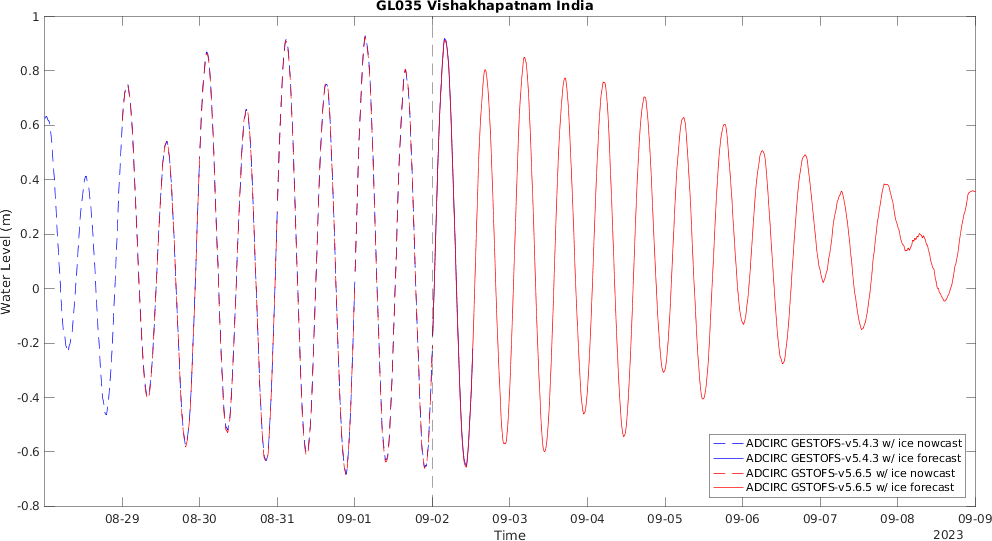 GL035 Vishakhapatnam India
1
0.8
0.6
0.4
0.2
0
-0.2
-0.4
-0.6
-0.8
Water Level (m)
ADCIRC GESTOFS-v5.4.3 w/ ice nowcast
ADCIRC GESTOFS-v5.4.3 w/ ice forecast
ADCIRC GSTOFS-v5.6.5 w/ ice nowcast
ADCIRC GSTOFS-v5.6.5 w/ ice forecast
08-29 08-30 08-31 09-01 09-02 09-03 09-04 09-05 09-06 09-07 09-08 09-09
Time
2023